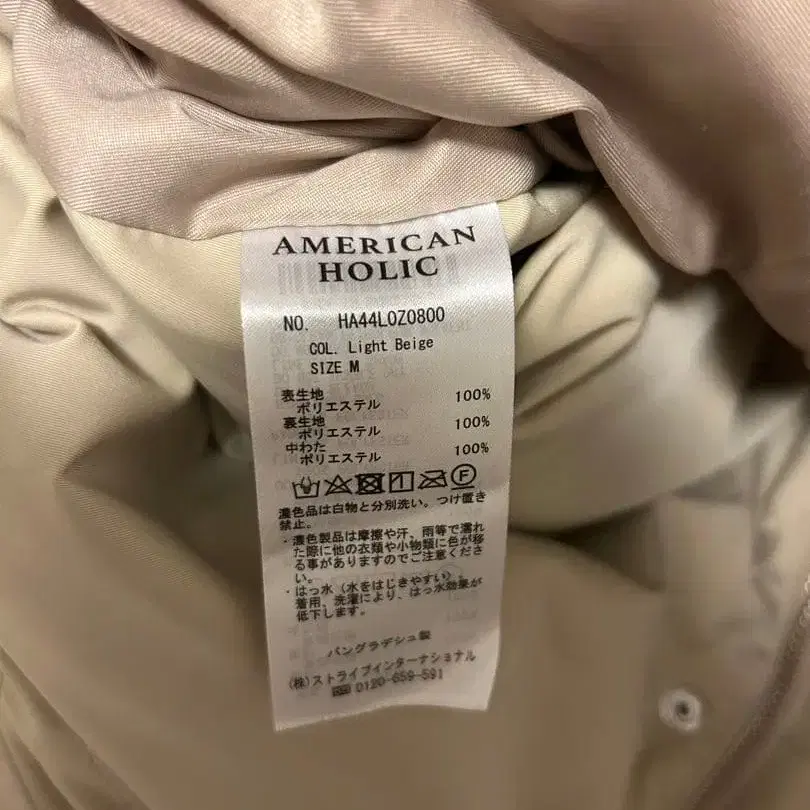 AMERICAN
HOLIC
NO. HA44L0Z0800
COL. Light Beige
SIZE M
表生地
ポリエステル 100%
裏生地
ポリエステル 100%
中わた
ポリエステル 100%
濃色品は白物と分別洗い。つけ置き
禁止。
・濃色製品は摩擦や汗、雨等で濡れ
た際に他の衣類や小物類に色が移
る事がありますのでご注意くださ
い。
・はっ水（水をはじきやすい）。
着用、洗濯により、はっ水効果が
低下します。
バングラデシュ製
(株)ストライプインターナショナル
0120-659-591